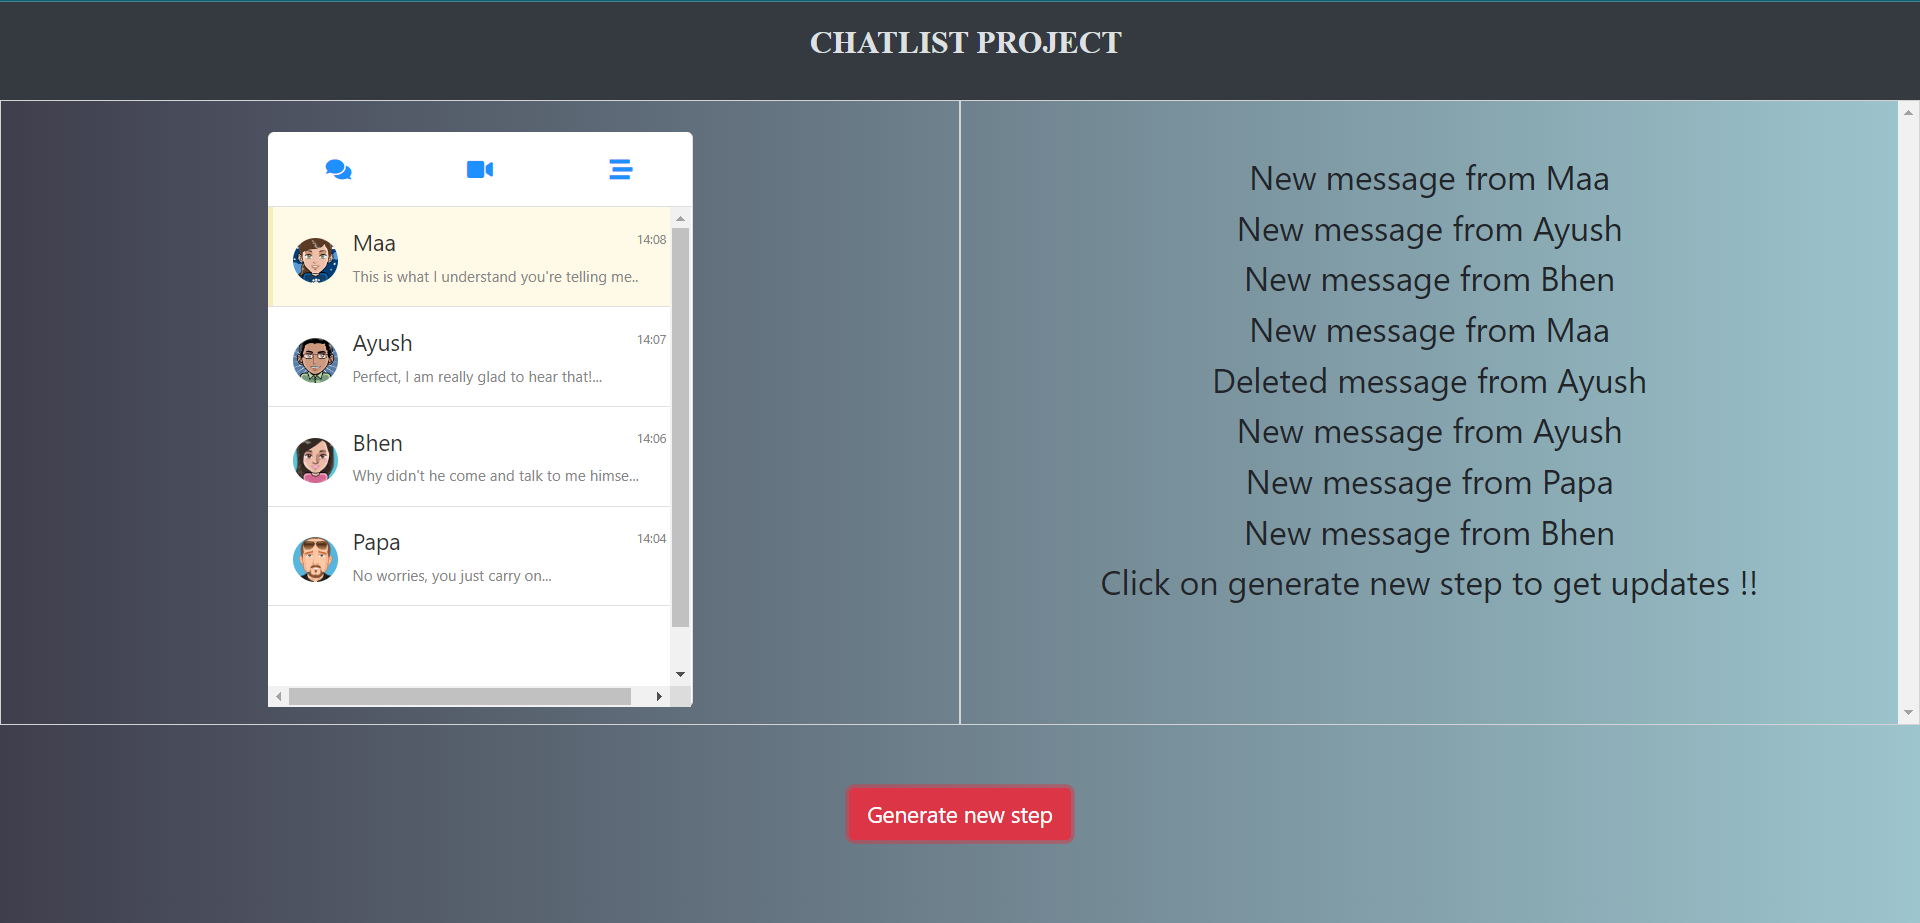 CHATLIST PROJECT
Maa
14:08
This is what I understand you're telling me..
Ayush
14:07
Perfect, I am really glad to hear that!...
Bhen
14:06
Why didn't he come and talk to me himse...
Papa
14:04
No worries, you just carry on...
New message from Maa
New message from Ayush
New message from Bhen
New message from Maa
Deleted message from Ayush
New message from Ayush
New message from Papa
New message from Bhen
Click on generate new step to get updates !!
Generate new step